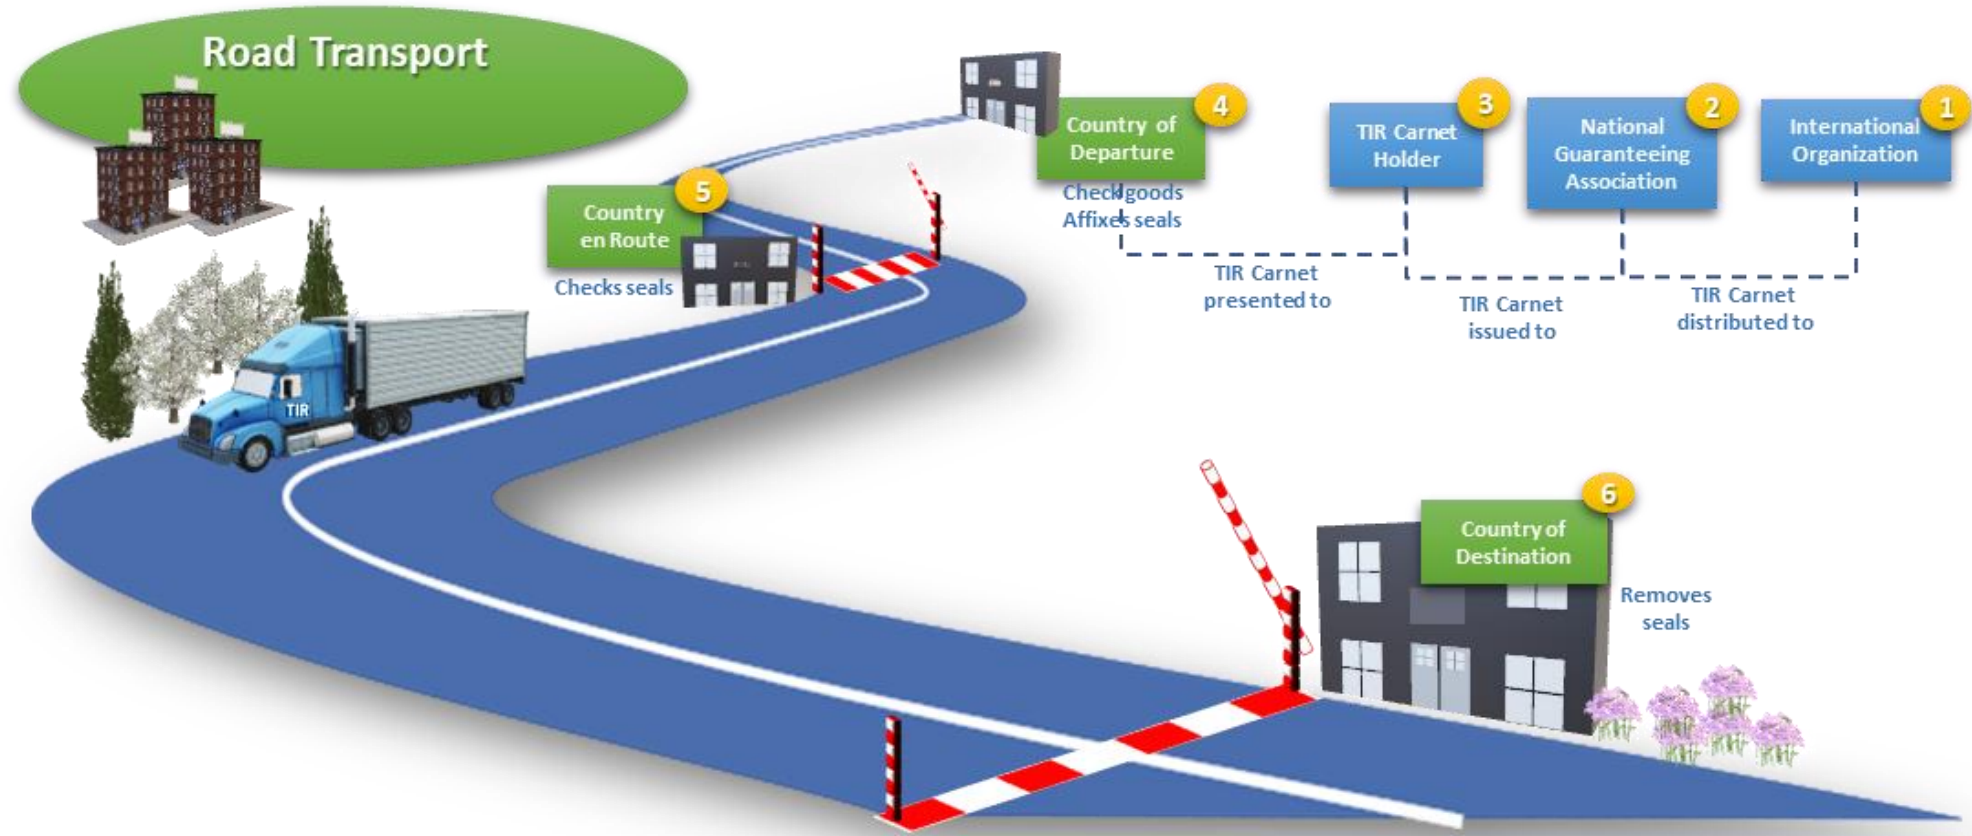 Road Transport
4
Country of
Departure
Check goods
Affixes seals
3
TIR Carnet
Holder
2
National
Guaranteeing
Association
1
International
Organization
TIR Carnet
presented to
TIR Carnet
issued to
TIR Carnet
distributed to
5
Country
en Route
Checks seals
TIR
6
Country of
Destination
Removes
seals